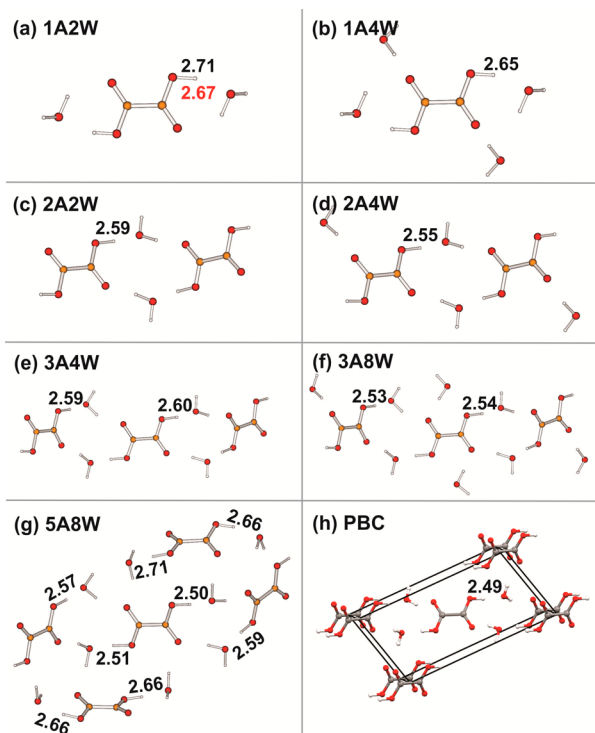 (a) 1A2W
2.71
2.67
(b) 1A4W
2.65
(c) 2A2W
2.59
(d) 2A4W
2.55
(e) 3A4W
2.59
2.60
(f) 3A8W
2.53
2.54
(g) 5A8W
2.66
2.71
2.57
2.50
2.51
2.59
2.66
2.66
(h) PBC
2.49